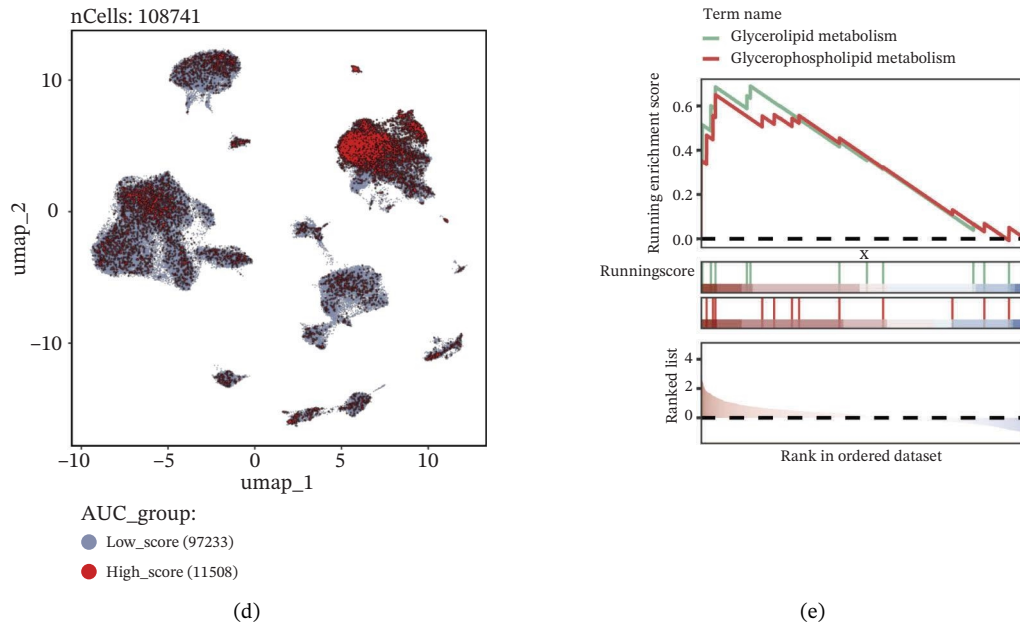 nCells: 108741
10
0
−10
umap_2
−10
−5
0
5
10
umap_1
AUC_group:
Low_score (97233)
High_score (11508)
(d)
Term name
Glycerolipid metabolism
Glycerophospholipid metabolism
Running enrichment score
0.6
0.4
0.2
0.0
x
Runningscore
Ranked list
4
2
0
Rank in ordered dataset
(e)